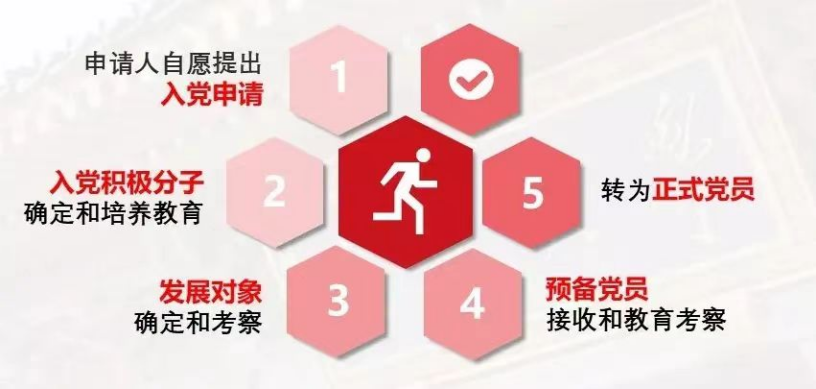 申请人自愿提出
入党申请
1
入党积极分子
确定和培养教育
2
发展对象
确定和考察
3
4
预备党员
接收和教育考察
5
转为正式党员